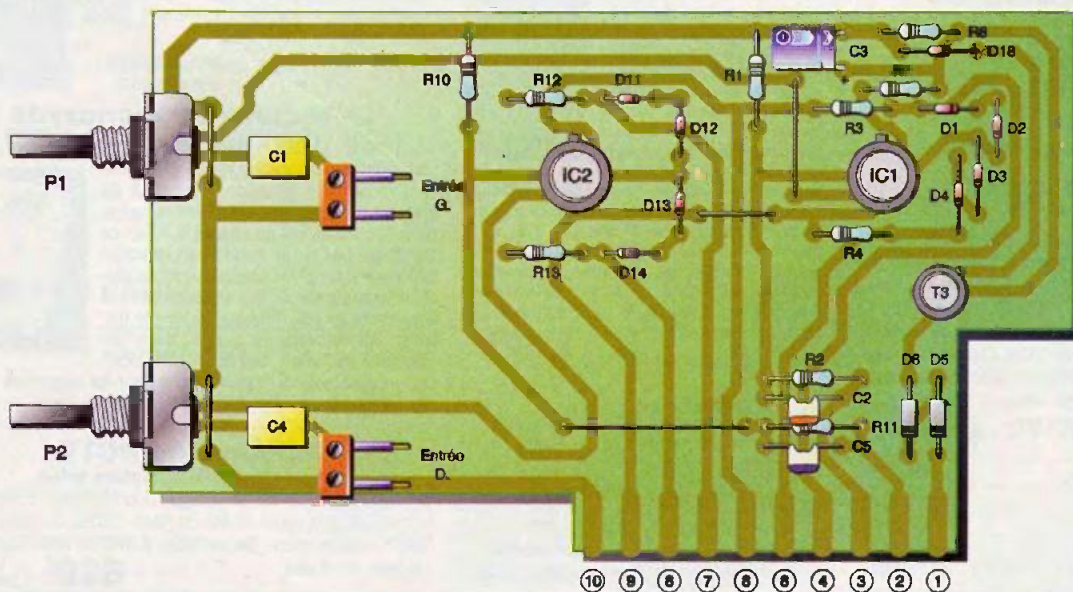 R8
C3
D18
R10
R12
D11
R1
R3
D1
D2
D12
P1
C1
IC2
IC1
D3
D4
Entrée
G.
D13
R4
R13
D14
T3
R2
D6
D5
C2
R11
C4
C5
P2
Entrée
D.
⑩ ⑨ ⑧ ⑦ ⑥ ⑤ ④ ③ ② ①